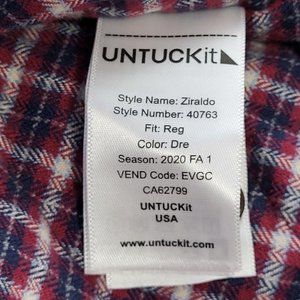 UNTUCKit
Style Name: Ziraldo
Style Number: 40763
Fit: Reg
Color: Dre
Season: 2020 FA 1
VEND Code: EVGC
CA62799
UNTUCKit
USA
www.untuckit.com